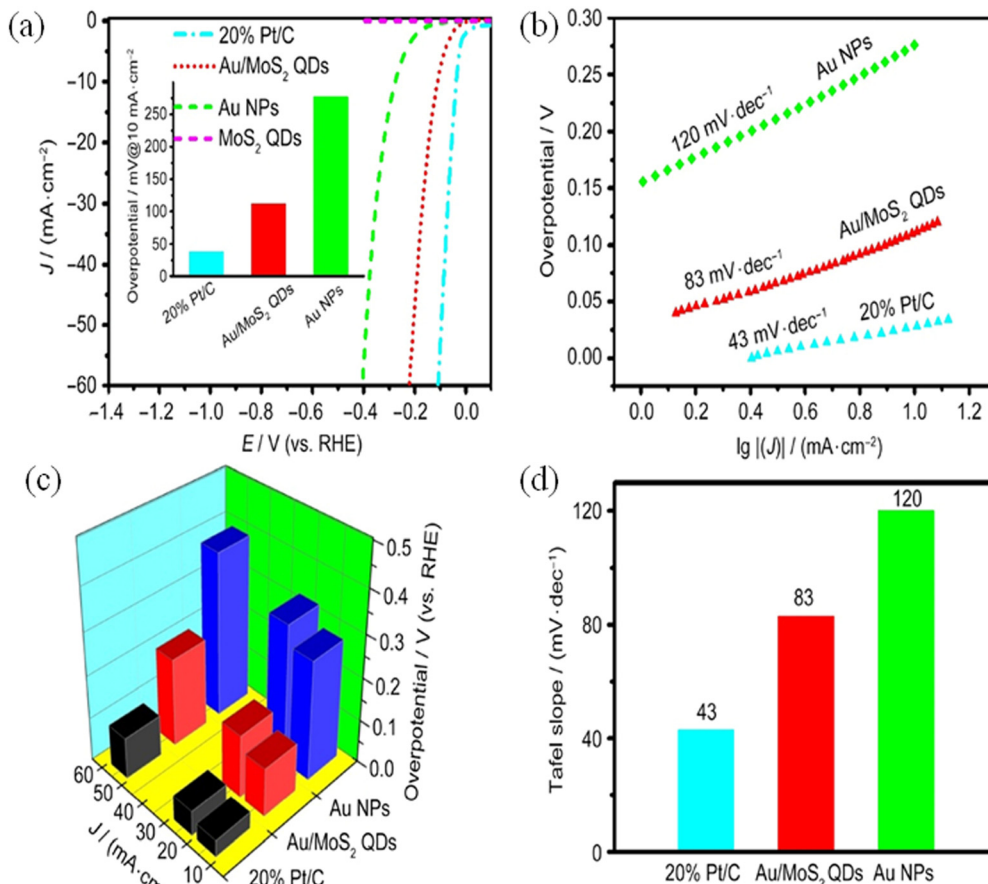 (a)
0
−10
−20
−30
−40
−50
−60
J / (mA·cm⁻²)
−1.4 −1.2 −1.0 −0.8 −0.6 −0.4 −0.2 0.0
E / V (vs. RHE)
20% Pt/C
Au/MoS₂ QDs
Au NPs
MoS₂ QDs
Overpotential / mV@10 mA·cm⁻²
250
200
150
100
50
0
20% Pt/C
Au/MoS₂ QDs
Au NPs
(b)
0.30
0.25
0.20
0.15
0.10
0.05
0.00
Overpotential / V
Au NPs
120 mV·dec⁻¹
Au/MoS₂ QDs
83 mV·dec⁻¹
20% Pt/C
43 mV·dec⁻¹
0.0 0.2 0.4 0.6 0.8 1.0 1.2
lg |(J)| / (mA·cm⁻²)
(c)
0.5
0.4
0.3
0.2
0.1
0.0
Overpotential / V (vs. RHE)
60
50
40
30
20
10
J / (mA·cm
Au NPs
Au/MoS₂ QDs
20% Pt/C
(d)
120
80
40
0
Tafel slope / (mV·dec⁻¹)
43
83
120
20% Pt/C Au/MoS₂ QDs Au NPs